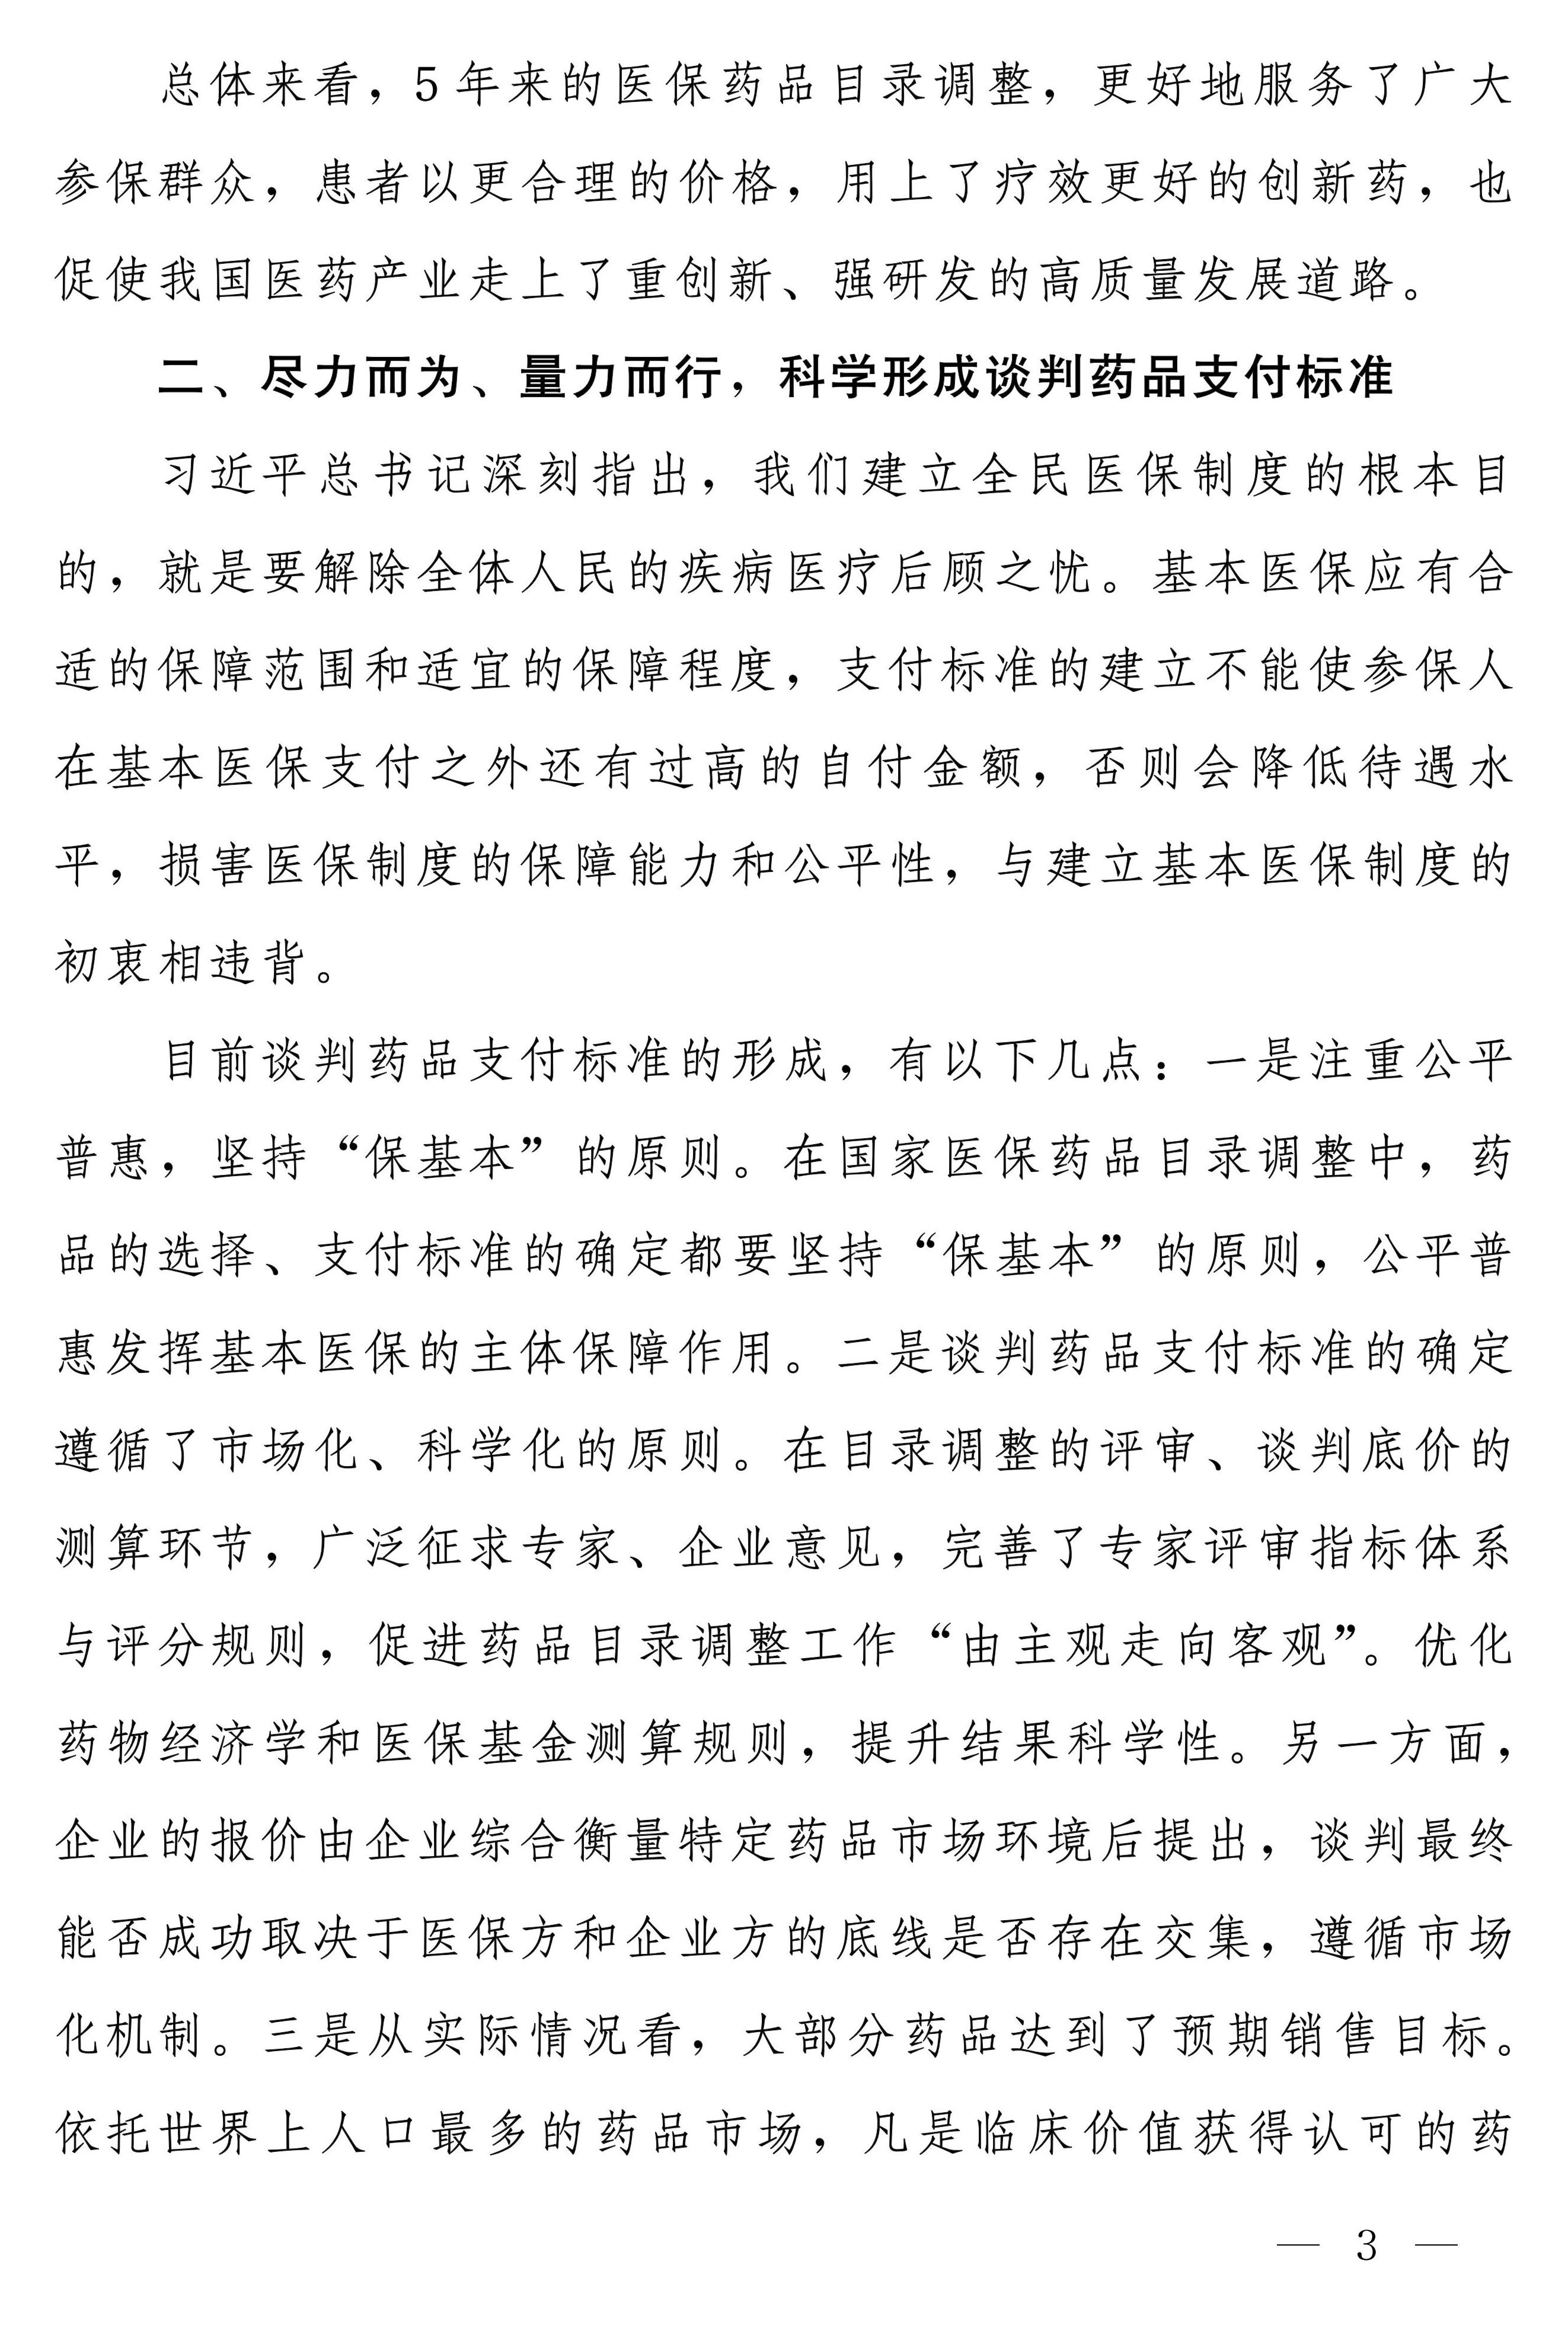 总体来看，5 年来的医保药品目录调整，更好地服务了广大
参保群众，患者以更合理的价格，用上了疗效更好的创新药，也
促使我国医药产业走上了重创新、强研发的高质量发展道路。
二、尽力而为、量力而行，科学形成谈判药品支付标准
习近平总书记深刻指出，我们建立全民医保制度的根本目
的，就是要解除全体人民的疾病医疗后顾之忧。基本医保应有合
适的保障范围和适宜的保障程度，支付标准的建立不能使参保人
在基本医保支付之外还有过高的自付金额，否则会降低待遇水
平，损害医保制度的保障能力和公平性，与建立基本医保制度的
初衷相违背。
目前谈判药品支付标准的形成，有以下几点：一是注重公平
普惠，坚持“保基本”的原则。在国家医保药品目录调整中，药
品的选择、支付标准的确定都要坚持“保基本”的原则，公平普
惠发挥基本医保的主体保障作用。二是谈判药品支付标准的确定
遵循了市场化、科学化的原则。在目录调整的评审、谈判底价的
测算环节，广泛征求专家、企业意见，完善了专家评审指标体系
与评分规则，促进药品目录调整工作“由主观走向客观”。优化
药物经济学和医保基金测算规则，提升结果科学性。另一方面，
企业的报价由企业综合衡量特定药品市场环境后提出，谈判最终
能否成功取决于医保方和企业方的底线是否存在交集，遵循市场
化机制。三是从实际情况看，大部分药品达到了预期销售目标。
依托世界上人口最多的药品市场，凡是临床价值获得认可的药
— 3 —